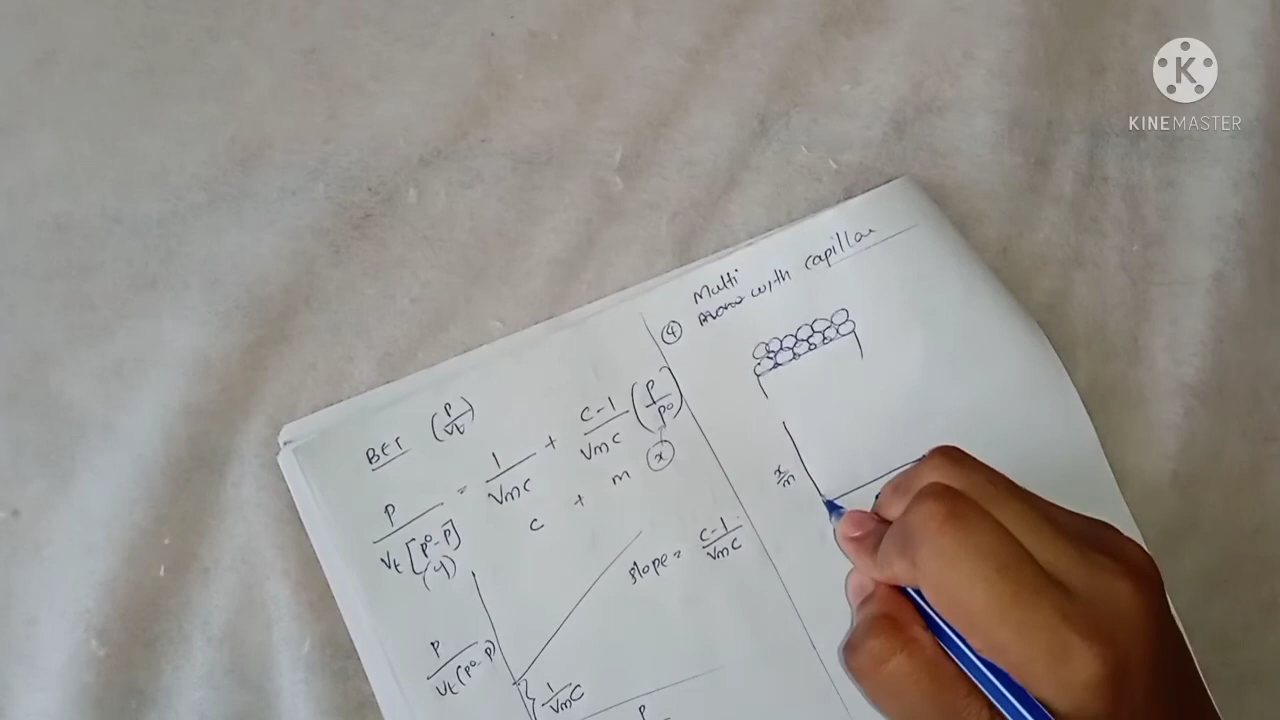 KINEMASTER
BET (P/Vt)
P/Vt[P°-P] = 1/VmC + C-1/VmC (P/P°)
(y) C + m (x)
slope = C-1/VmC
P/Vt(P°-P)
1/VmC
P
④ Multi
with capillar
x/m